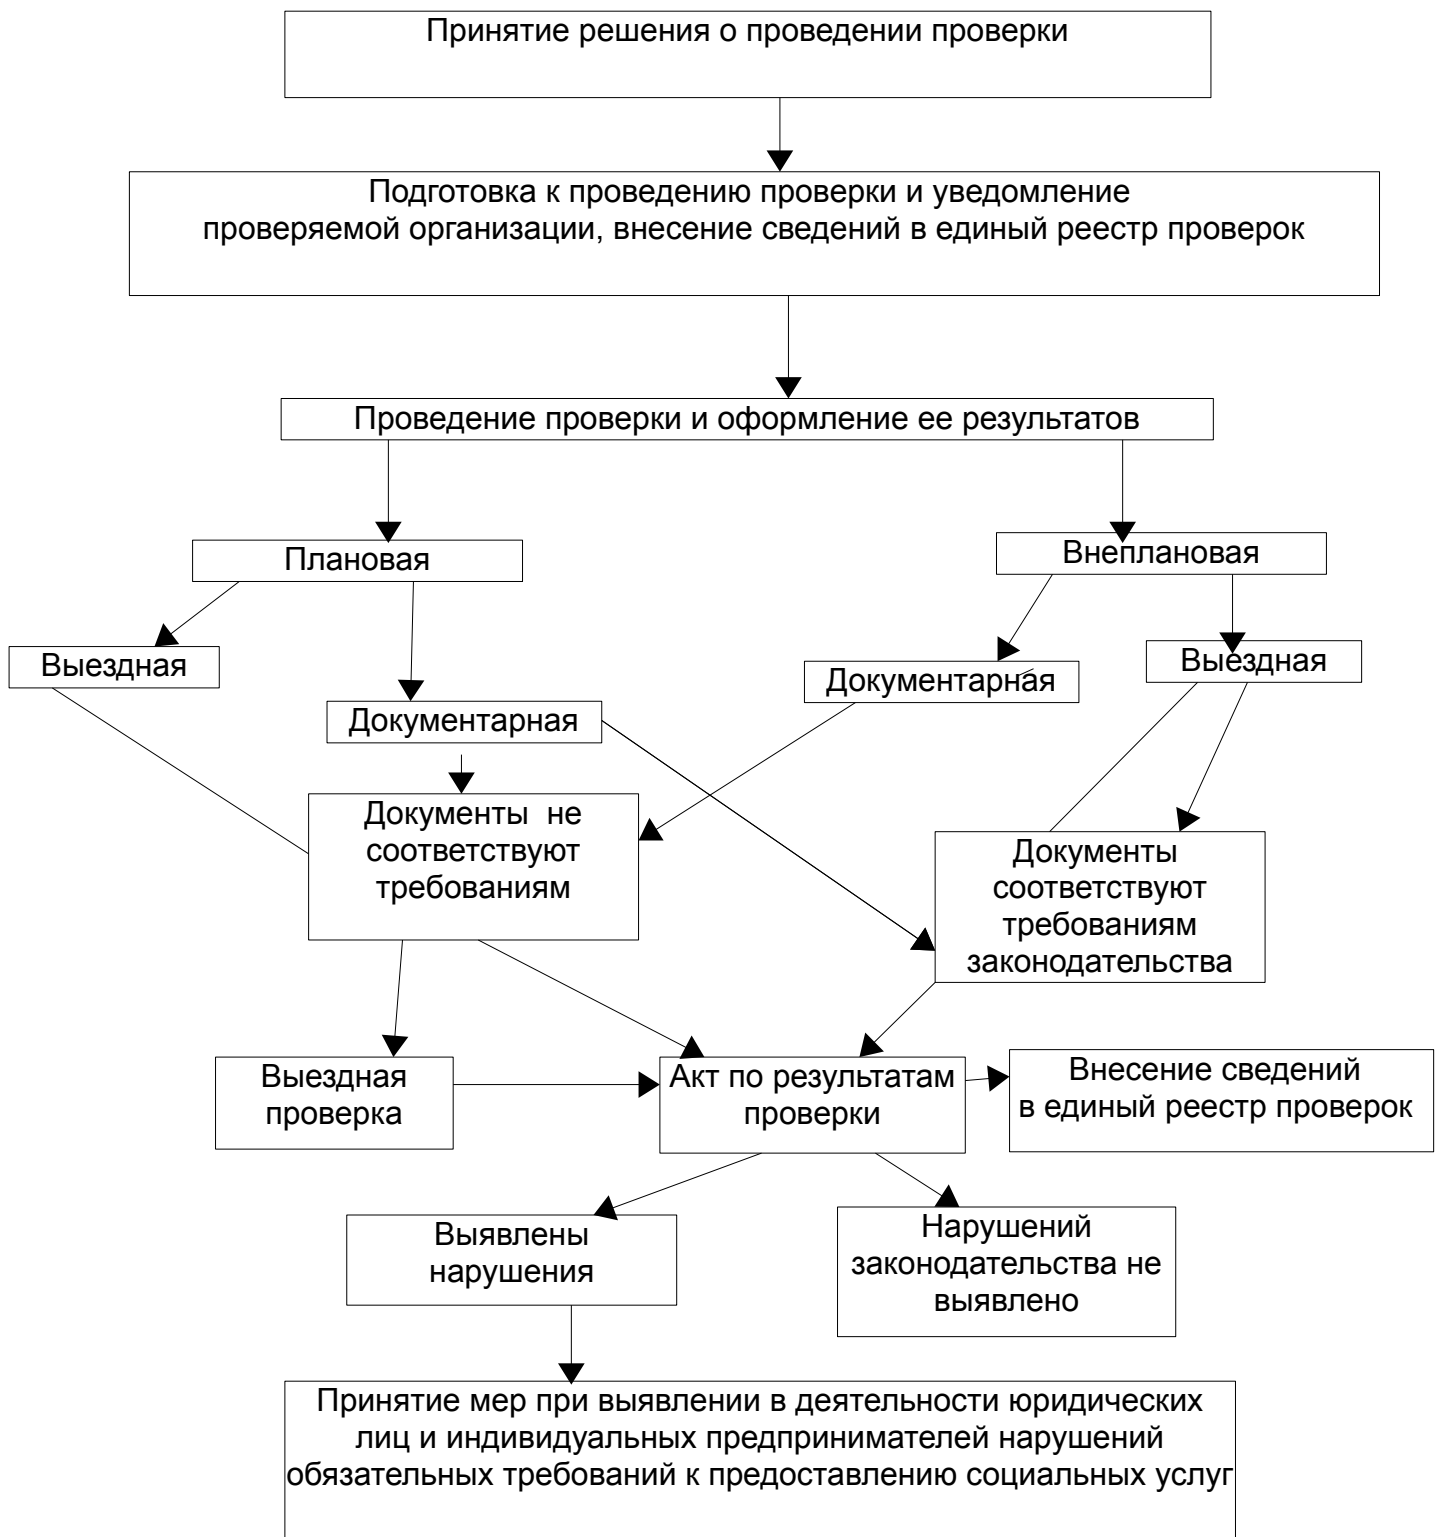 Принятие решения о проведении проверки
Подготовка к проведению проверки и уведомление
проверяемой организации, внесение сведений в единый реестр проверок
Проведение проверки и оформление ее результатов
Плановая
Внеплановая
Выездная
Документарная
Документарная
Выездная
Документы не
соответствуют
требованиям
Документы
соответствуют
требованиям
законодательства
Выездная
проверка
Акт по результатам
проверки
Внесение сведений
в единый реестр проверок
Выявлены
нарушения
Нарушений
законодательства не
выявлено
Принятие мер при выявлении в деятельности юридических
лиц и индивидуальных предпринимателей нарушений
обязательных требований к предоставлению социальных услуг